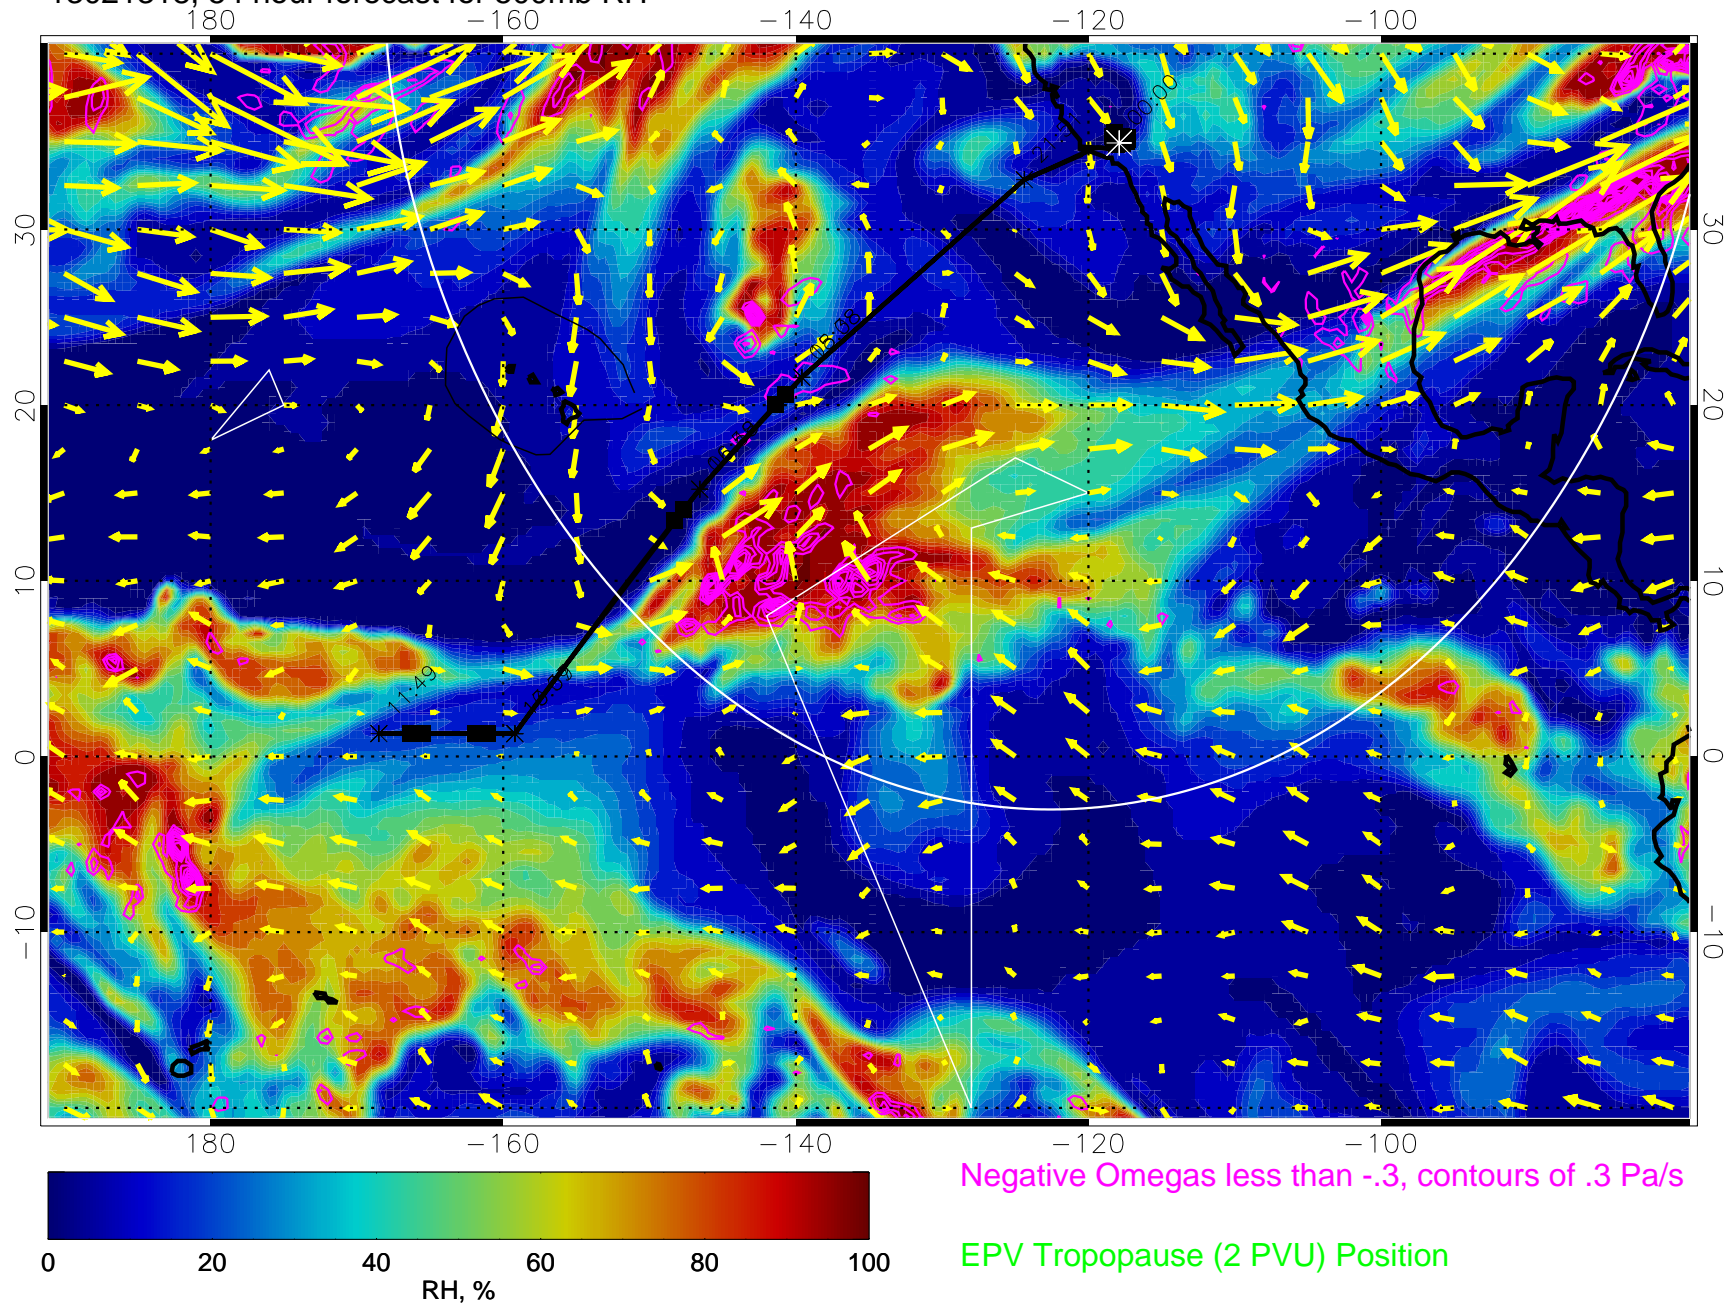 180 -160 -140 -120 -100
30 30
20 20
10 10
0 0
-10 -10
11:49
180 -160 -140 -120 -100
0 20 40 60 80 100
RH, %
Negative Omegas less than -.3, contours of .3 Pa/s
EPV Tropopause (2 PVU) Position